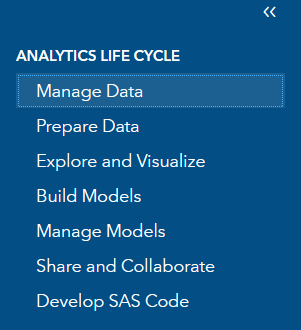 ANALYTICS LIFE CYCLE
Manage Data
Prepare Data
Explore and Visualize
Build Models
Manage Models
Share and Collaborate
Develop SAS Code